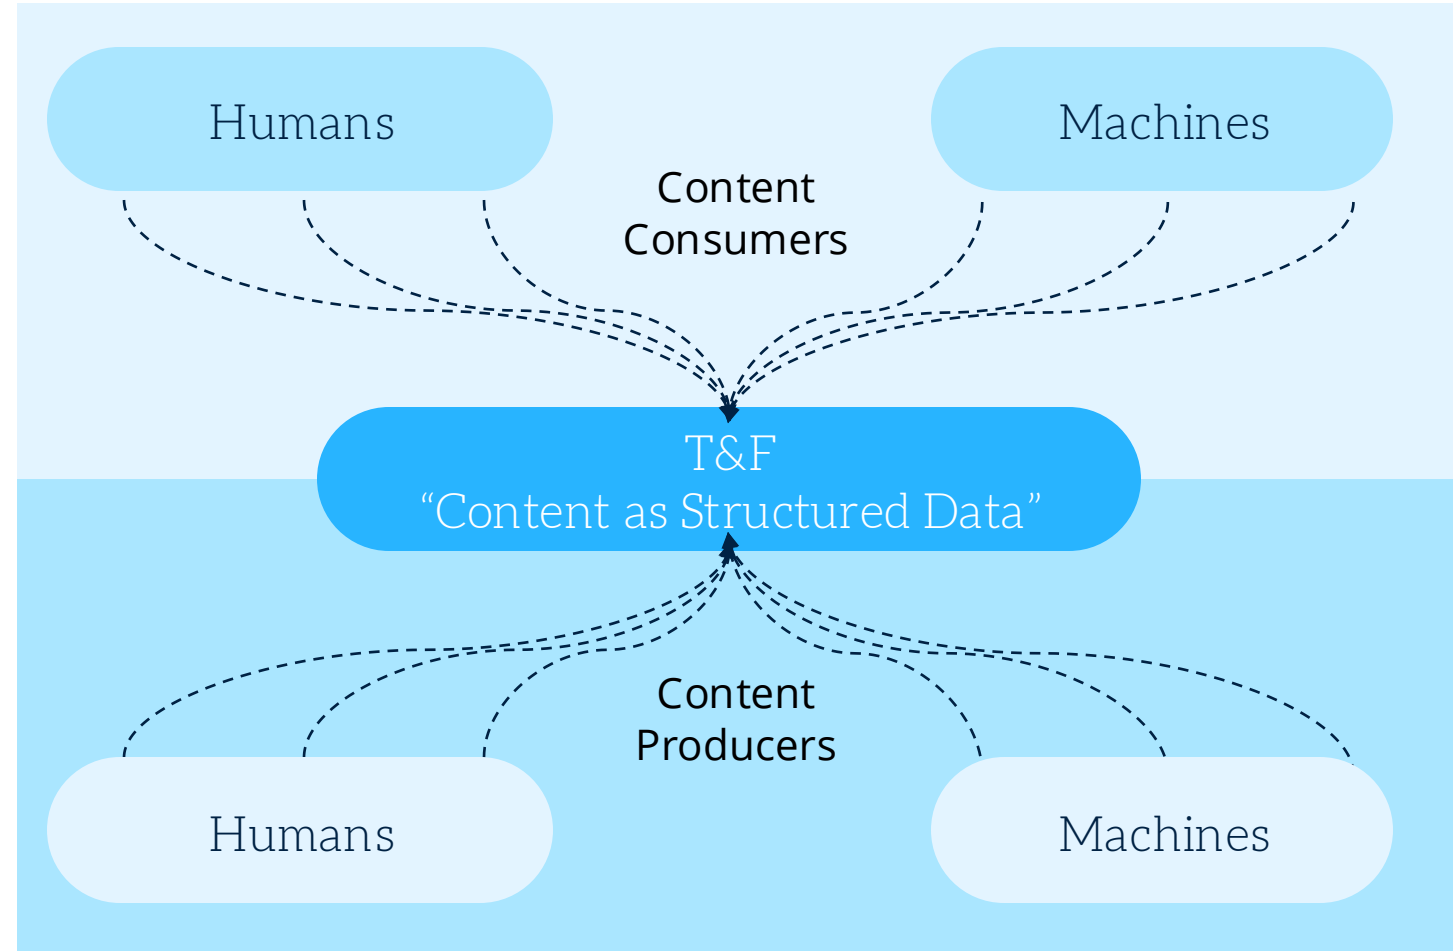 Humans
Machines
Content
Consumers
T&F
“Content as Structured Data”
Content
Producers
Humans
Machines